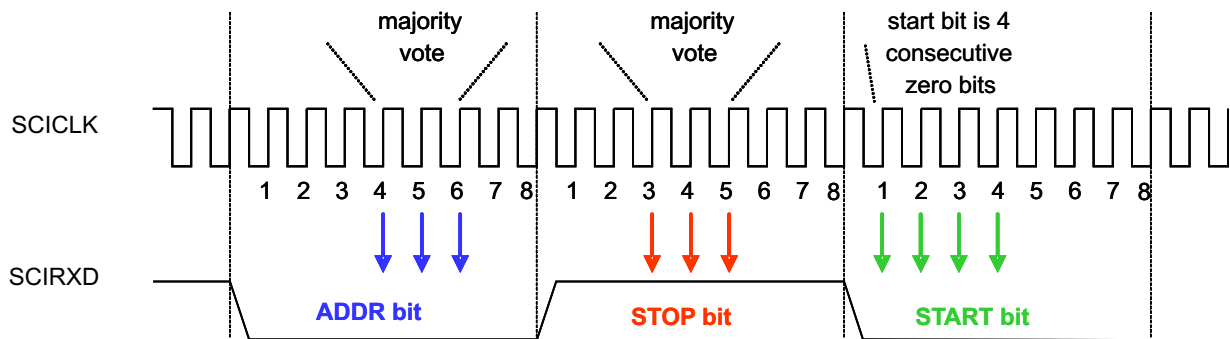 majority
vote
majority
vote
start bit is 4
consecutive
zero bits
SCICLK
1 2 3 4 5 6 7 8 1 2 3 4 5 6 7 8 1 2 3 4 5 6 7 8
SCIRXD
ADDR bit STOP bit START bit